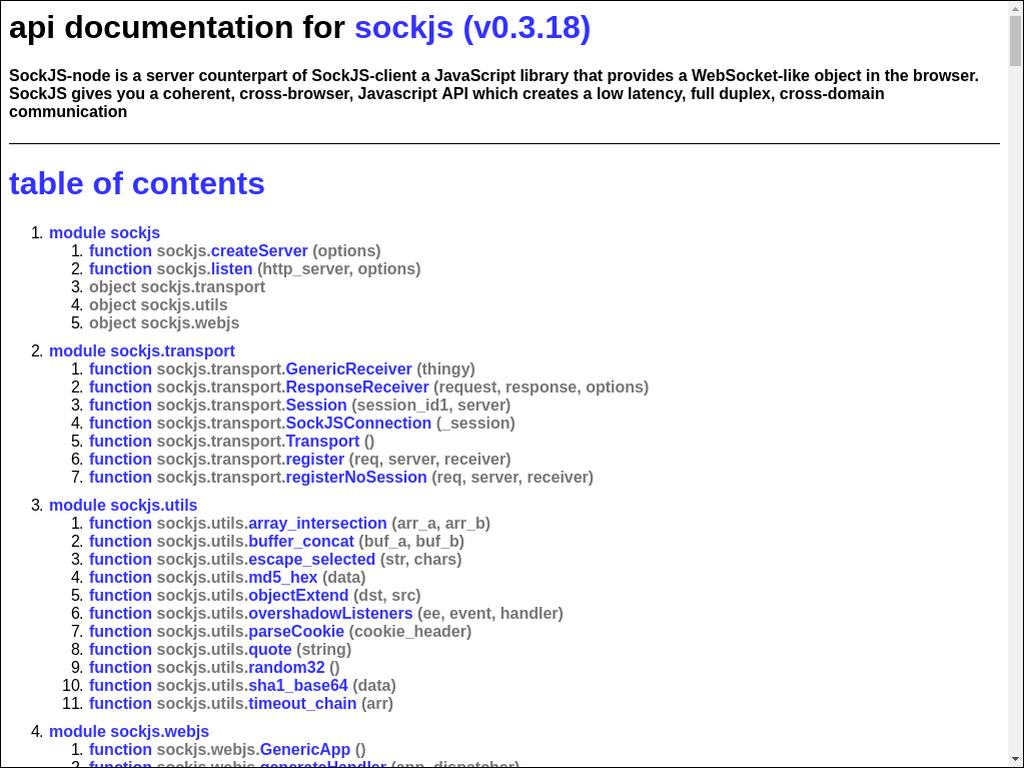 api documentation for sockjs (v0.3.18)
SockJS-node is a server counterpart of SockJS-client a JavaScript library that provides a WebSocket-like object in the browser.
SockJS gives you a coherent, cross-browser, Javascript API which creates a low latency, full duplex, cross-domain
communication
table of contents
1. module sockjs
1. function sockjs.createServer (options)
2. function sockjs.listen (http_server, options)
3. object sockjs.transport
4. object sockjs.utils
5. object sockjs.webjs
2. module sockjs.transport
1. function sockjs.transport.GenericReceiver (thingy)
2. function sockjs.transport.ResponseReceiver (request, response, options)
3. function sockjs.transport.Session (session_id1, server)
4. function sockjs.transport.SockJSConnection (_session)
5. function sockjs.transport.Transport ()
6. function sockjs.transport.register (req, server, receiver)
7. function sockjs.transport.registerNoSession (req, server, receiver)
3. module sockjs.utils
1. function sockjs.utils.array_intersection (arr_a, arr_b)
2. function sockjs.utils.buffer_concat (buf_a, buf_b)
3. function sockjs.utils.escape_selected (str, chars)
4. function sockjs.utils.md5_hex (data)
5. function sockjs.utils.objectExtend (dst, src)
6. function sockjs.utils.overshadowListeners (ee, event, handler)
7. function sockjs.utils.parseCookie (cookie_header)
8. function sockjs.utils.quote (string)
9. function sockjs.utils.random32 ()
10. function sockjs.utils.sha1_base64 (data)
11. function sockjs.utils.timeout_chain (arr)
4. module sockjs.webjs
1. function sockjs.webjs.GenericApp ()
2. function sockjs.webjs.generateHandler (app, dispatcher)